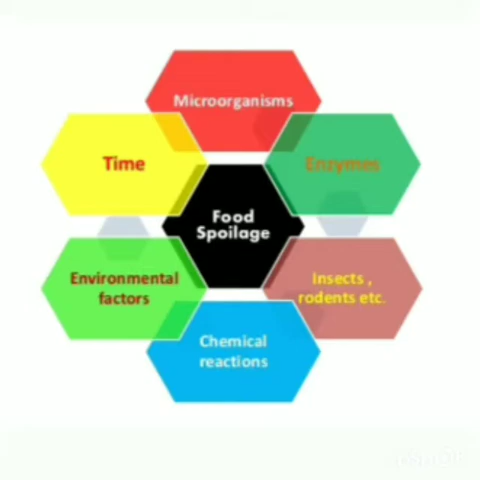 Microorganisms
Time
Enzymes
Food
Spoilage
Environmental
factors
Insects ,
rodents etc.
Chemical
reactions